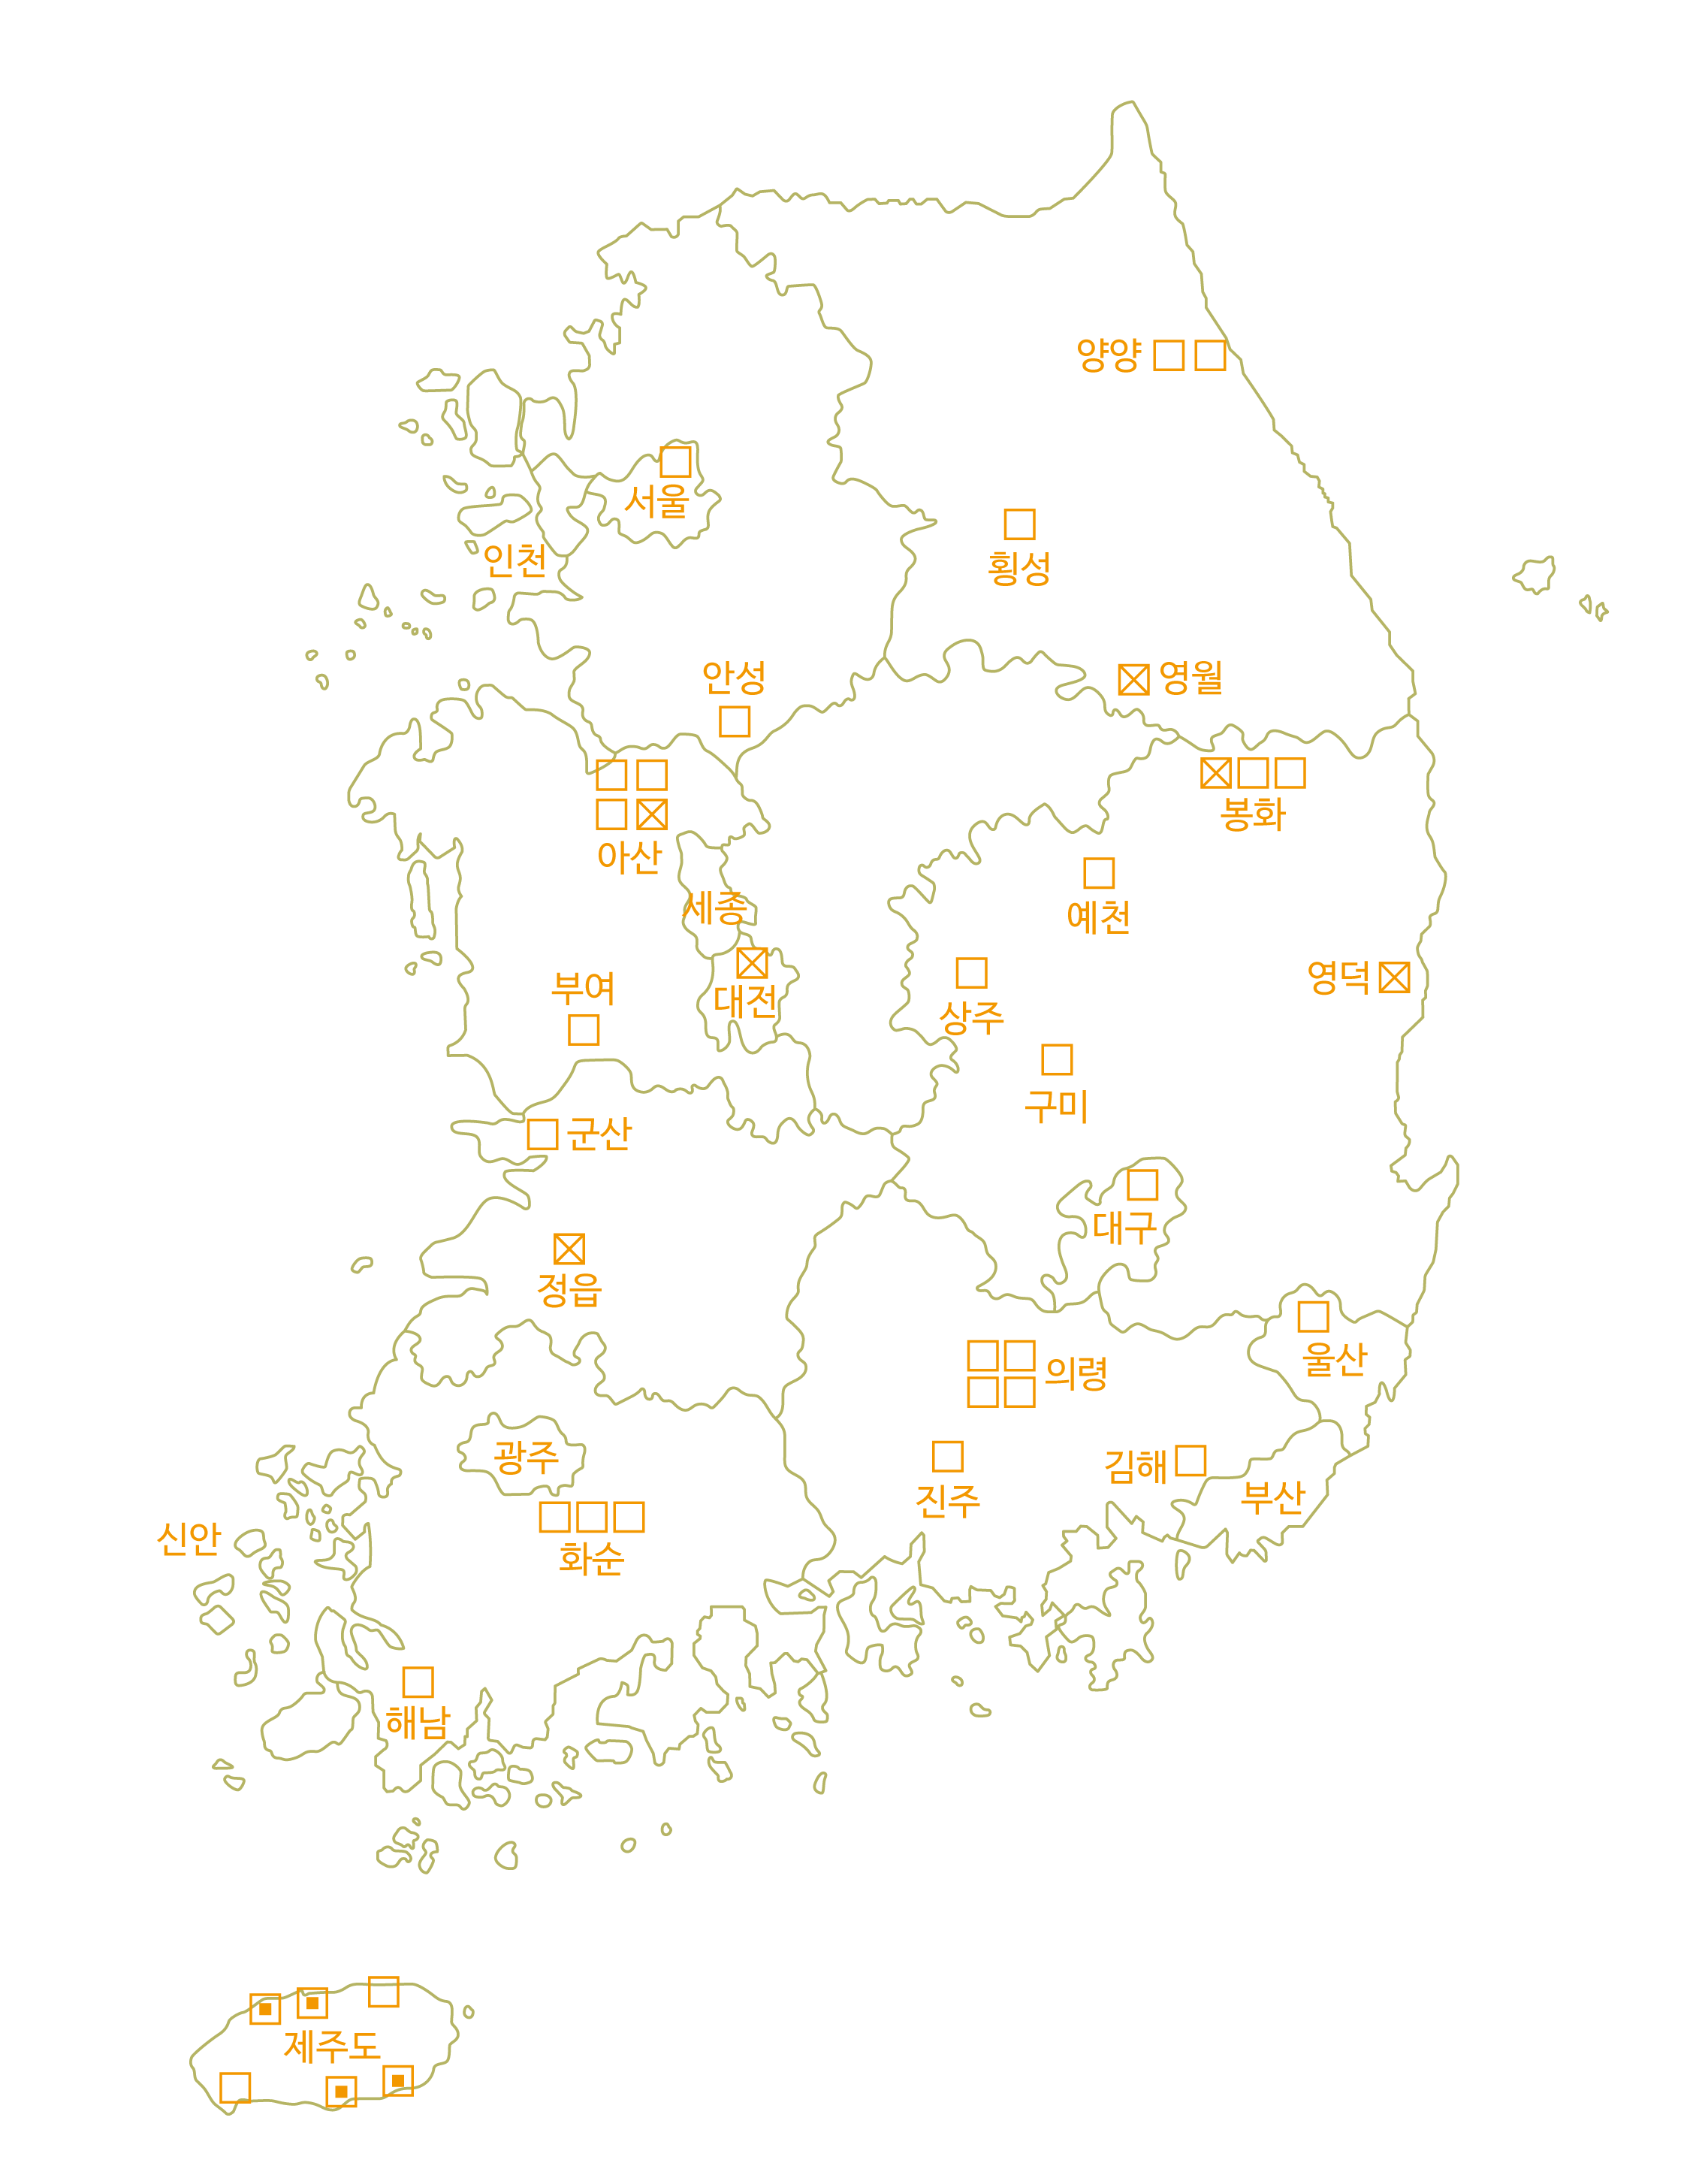 양양
서울
인천
횡성
안성
영월
봉화
아산
예천
세종
영덕
부여
대전
상주
구미
군산
대구
정읍
울산
의령
광주
김해
진주
부산
신안
화순
해남
제주도